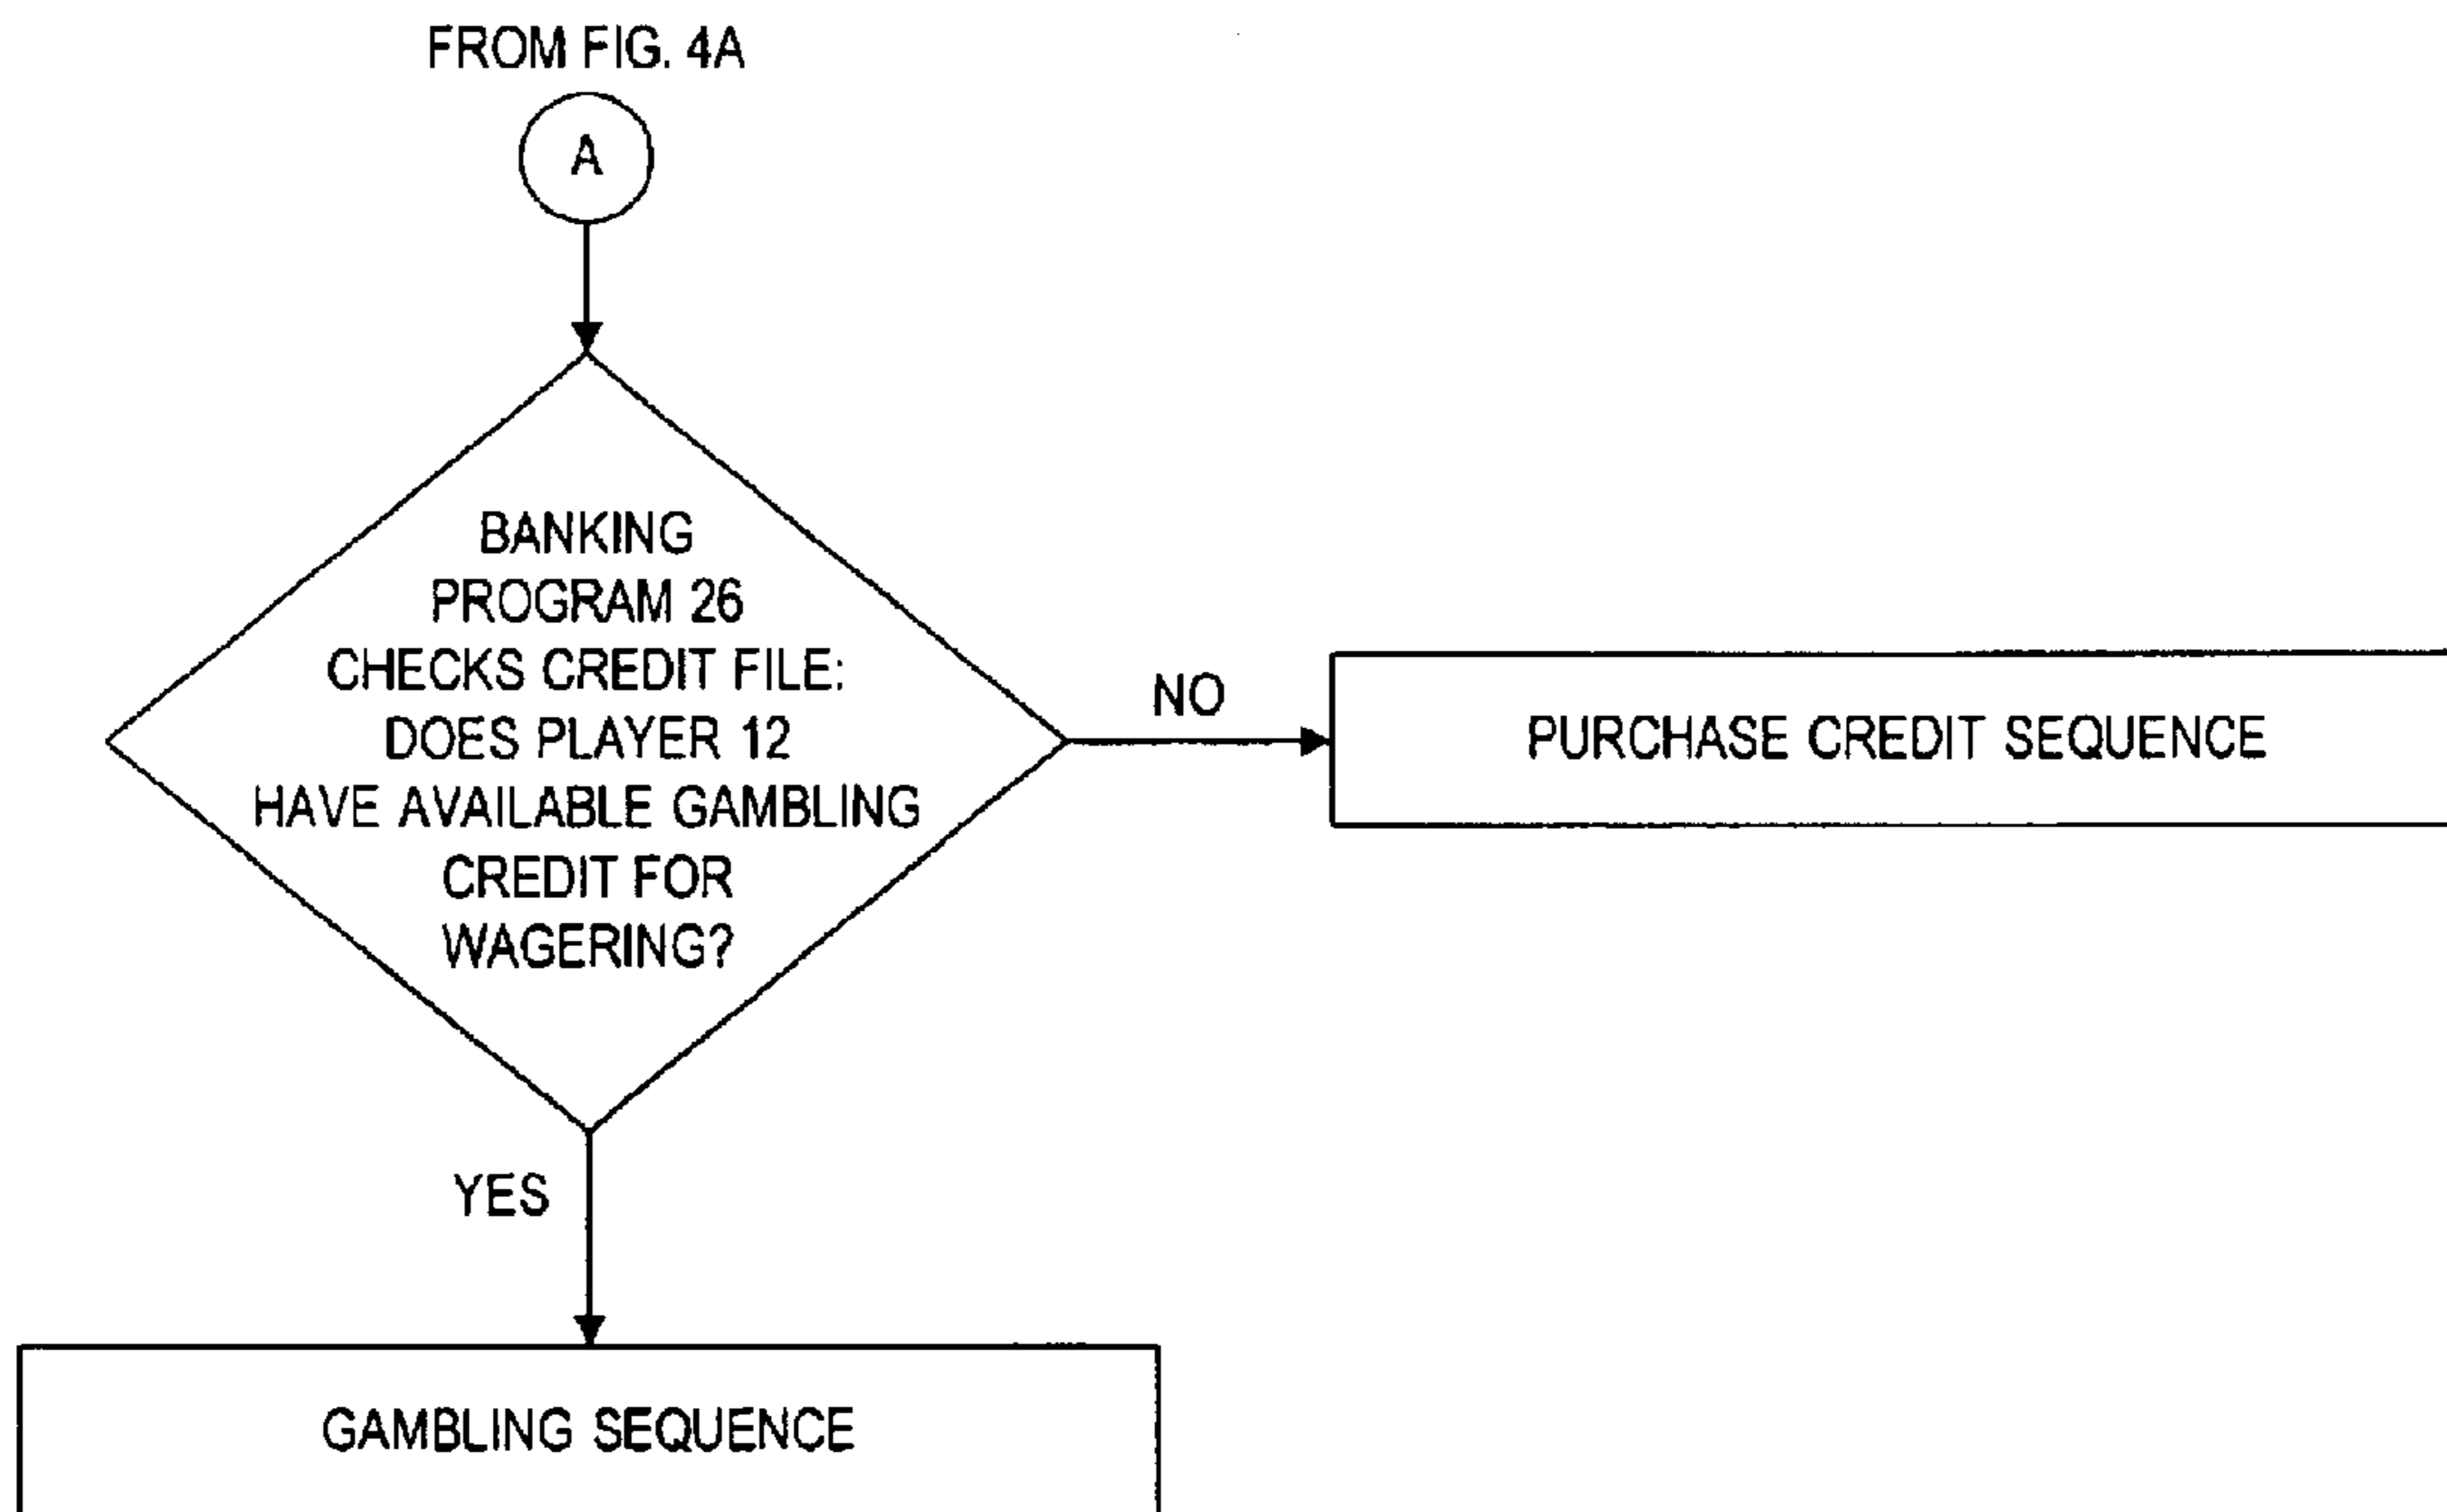 FROM FIG. 4A
A
BANKING
PROGRAM 26
CHECKS CREDIT FILE:
DOES PLAYER 12
HAVE AVAILABLE GAMBLING
CREDIT FOR
WAGERING?
NO
PURCHASE CREDIT SEQUENCE
YES
GAMBLING SEQUENCE